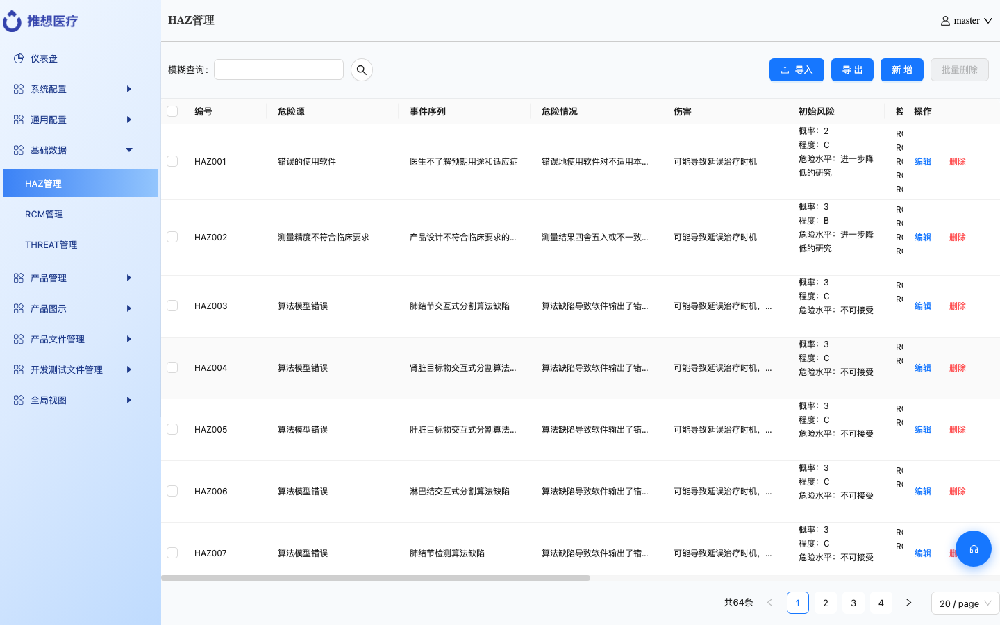 推想医疗
HAZ管理
master
仪表盘
系统配置
通用配置
基础数据
HAZ管理
RCM管理
THREAT管理
产品管理
产品图示
产品文件管理
开发测试文件管理
全局视图
模糊查询：
导入
导 出
新 增
批量删除
编号 危险源 事件序列 危险情况 伤害 初始风险 控 操作
HAZ001 错误的使用软件 医生不了解预期用途和适应症 错误地使用软件对不适用本... 可能导致延误治疗时机
概率：2
程度：C
危险水平：进一步降
低的研究
编辑 删除
HAZ002 测量精度不符合临床要求 产品设计不符合临床要求的... 测量结果四舍五入或不一致... 可能导致延误治疗时机
概率：3
程度：B
危险水平：进一步降
低的研究
编辑 删除
HAZ003 算法模型错误 肺结节交互式分割算法缺陷 算法缺陷导致软件输出了错... 可能导致延误治疗时机，...
概率：3
程度：C
危险水平：不可接受
编辑 删除
HAZ004 算法模型错误 肾脏目标物交互式分割算法... 算法缺陷导致软件输出了错... 可能导致延误治疗时机，...
概率：3
程度：C
危险水平：不可接受
编辑 删除
HAZ005 算法模型错误 肝脏目标物交互式分割算法... 算法缺陷导致软件输出了错... 可能导致延误治疗时机，...
概率：3
程度：C
危险水平：不可接受
编辑 删除
HAZ006 算法模型错误 淋巴结交互式分割算法缺陷 算法缺陷导致软件输出了错... 可能导致延误治疗时机，...
概率：3
程度：C
危险水平：不可接受
编辑 删除
HAZ007 算法模型错误 肺结节检测算法缺陷 算法缺陷导致软件输出了错... 可能导致延误治疗时机，...
概率：3
程度：C
危险水平：不可接受
编辑
共64条 1 2 3 4 20 / page